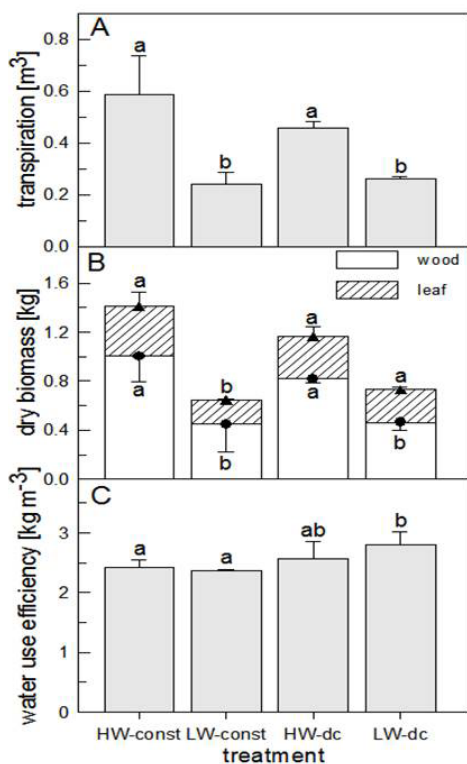 A
transpiration [m³]
0.8
0.6
0.4
0.2
0.0
a
b
a
b
B
wood
leaf
dry biomass [kg]
1.6
1.2
0.8
0.4
0.0
a
b
a
a
a
b
a
b
C
water use efficiency [kg m-3]
3
2
1
0
a
a
ab
b
HW-const LW-const HW-dc LW-dc
treatment